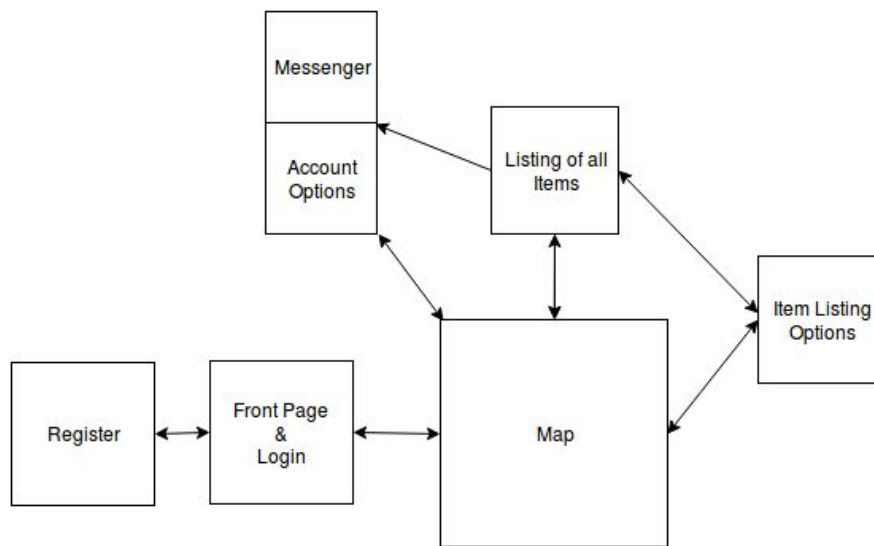 Messenger
Account
Options
Listing of all
Items
Item Listing
Options
Register
Front Page
&
Login
Map